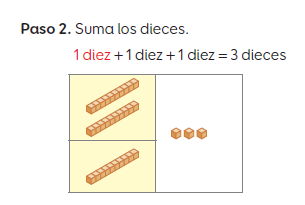 Paso 2. Suma los dieces.
1 diez + 1 diez + 1 diez = 3 dieces